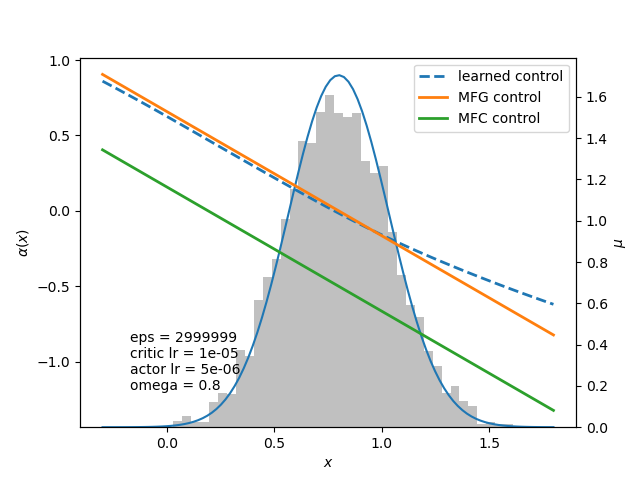 learned control
MFG control
MFC control
eps = 2999999
critic lr = 1e-05
actor lr = 5e-06
omega = 0.8
1.0
0.5
0.0
−0.5
−1.0
α(x)
0.0
0.5
1.0
1.5
x
1.6
1.4
1.2
1.0
0.8
0.6
0.4
0.2
0.0
μ